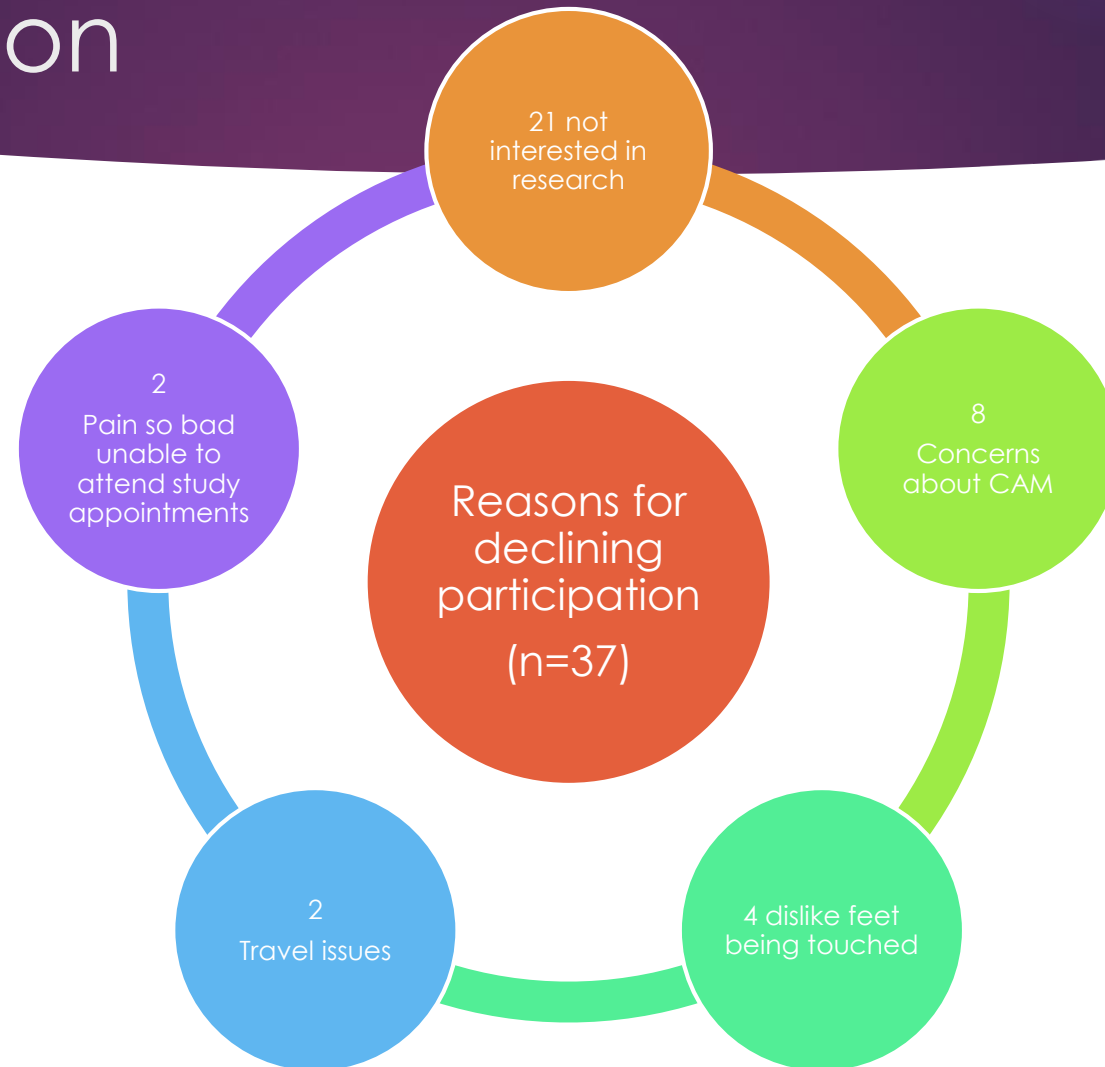 on
21 not
interested in
research
8
Concerns
about CAM
4 dislike feet
being touched
2
Travel issues
2
Pain so bad
unable to
attend study
appointments
Reasons for
declining
participation
(n=37)